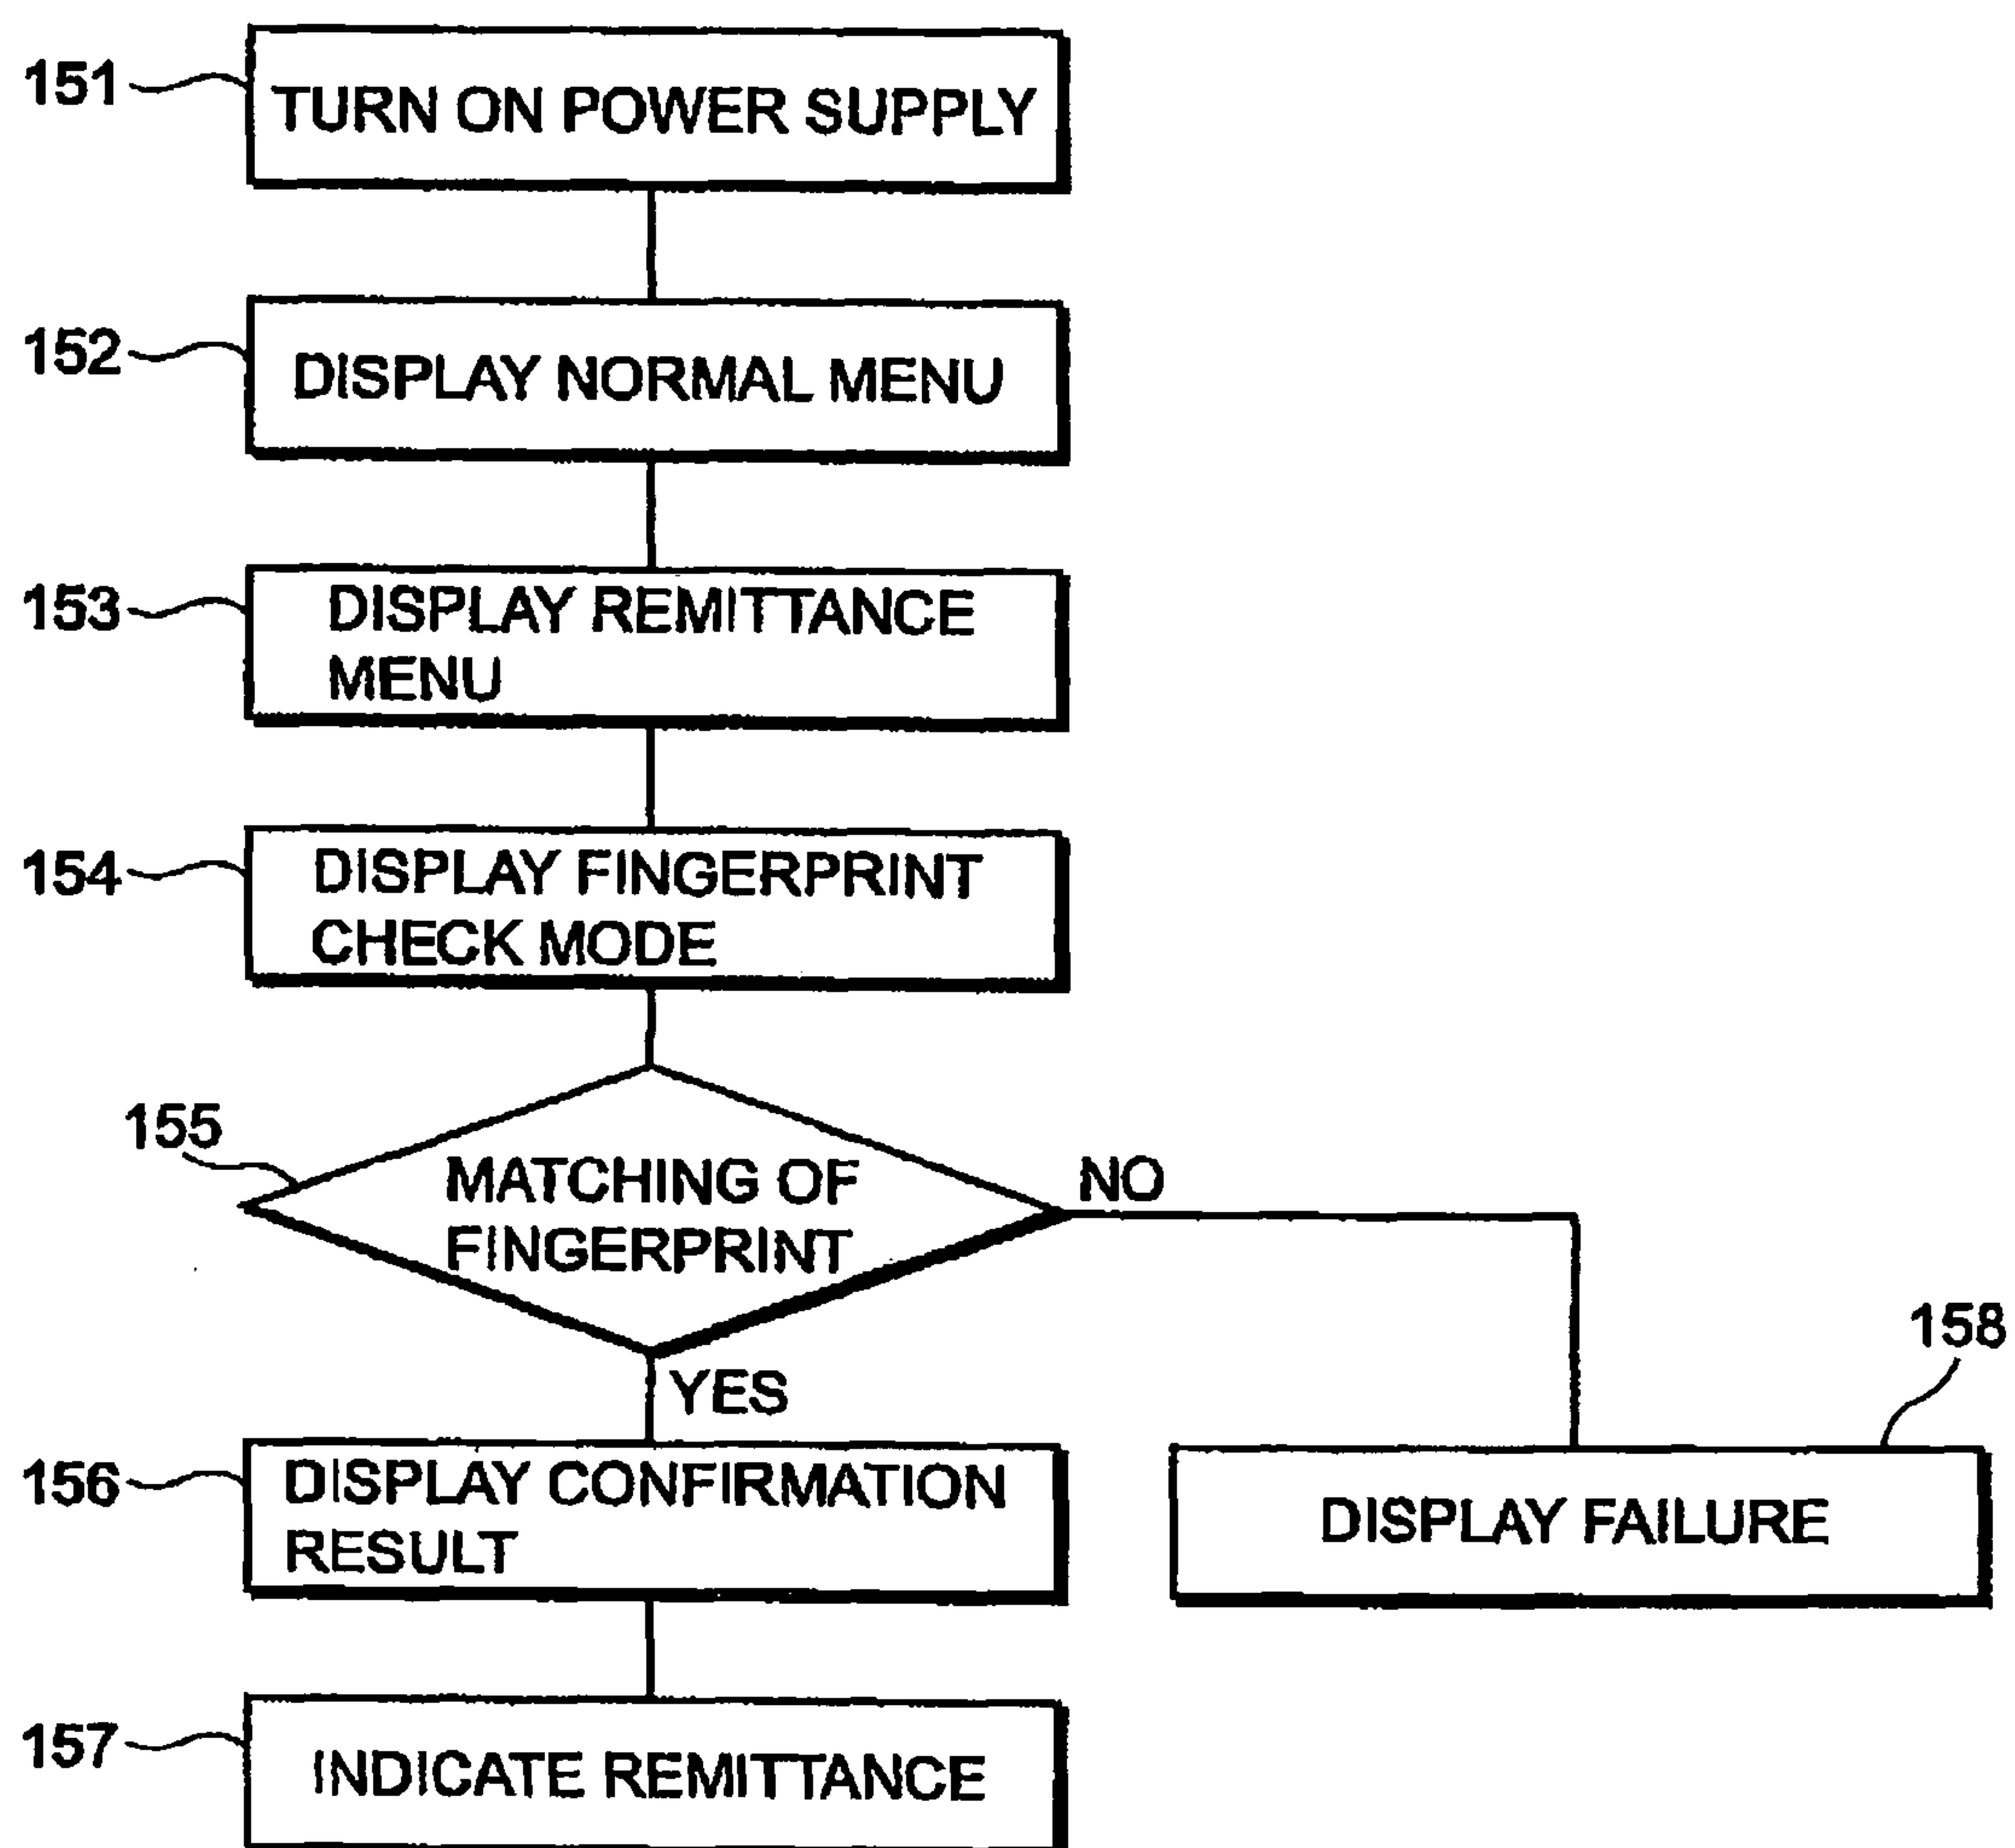 151
TURN ON POWER SUPPLY
152
DISPLAY NORMAL MENU
153
DISPLAY REMITTANCE
MENU
154
DISPLAY FINGERPRINT
CHECK MODE
155
MATCHING OF
FINGERPRINT
NO
YES
158
156
DISPLAY CONFIRMATION
RESULT
DISPLAY FAILURE
157
INDICATE REMITTANCE